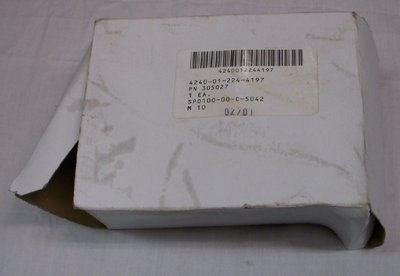 4240012244197
4240-01-224-4197
PN 305027
1 EA.
SP0100-00-C-5042
M 10
02/01